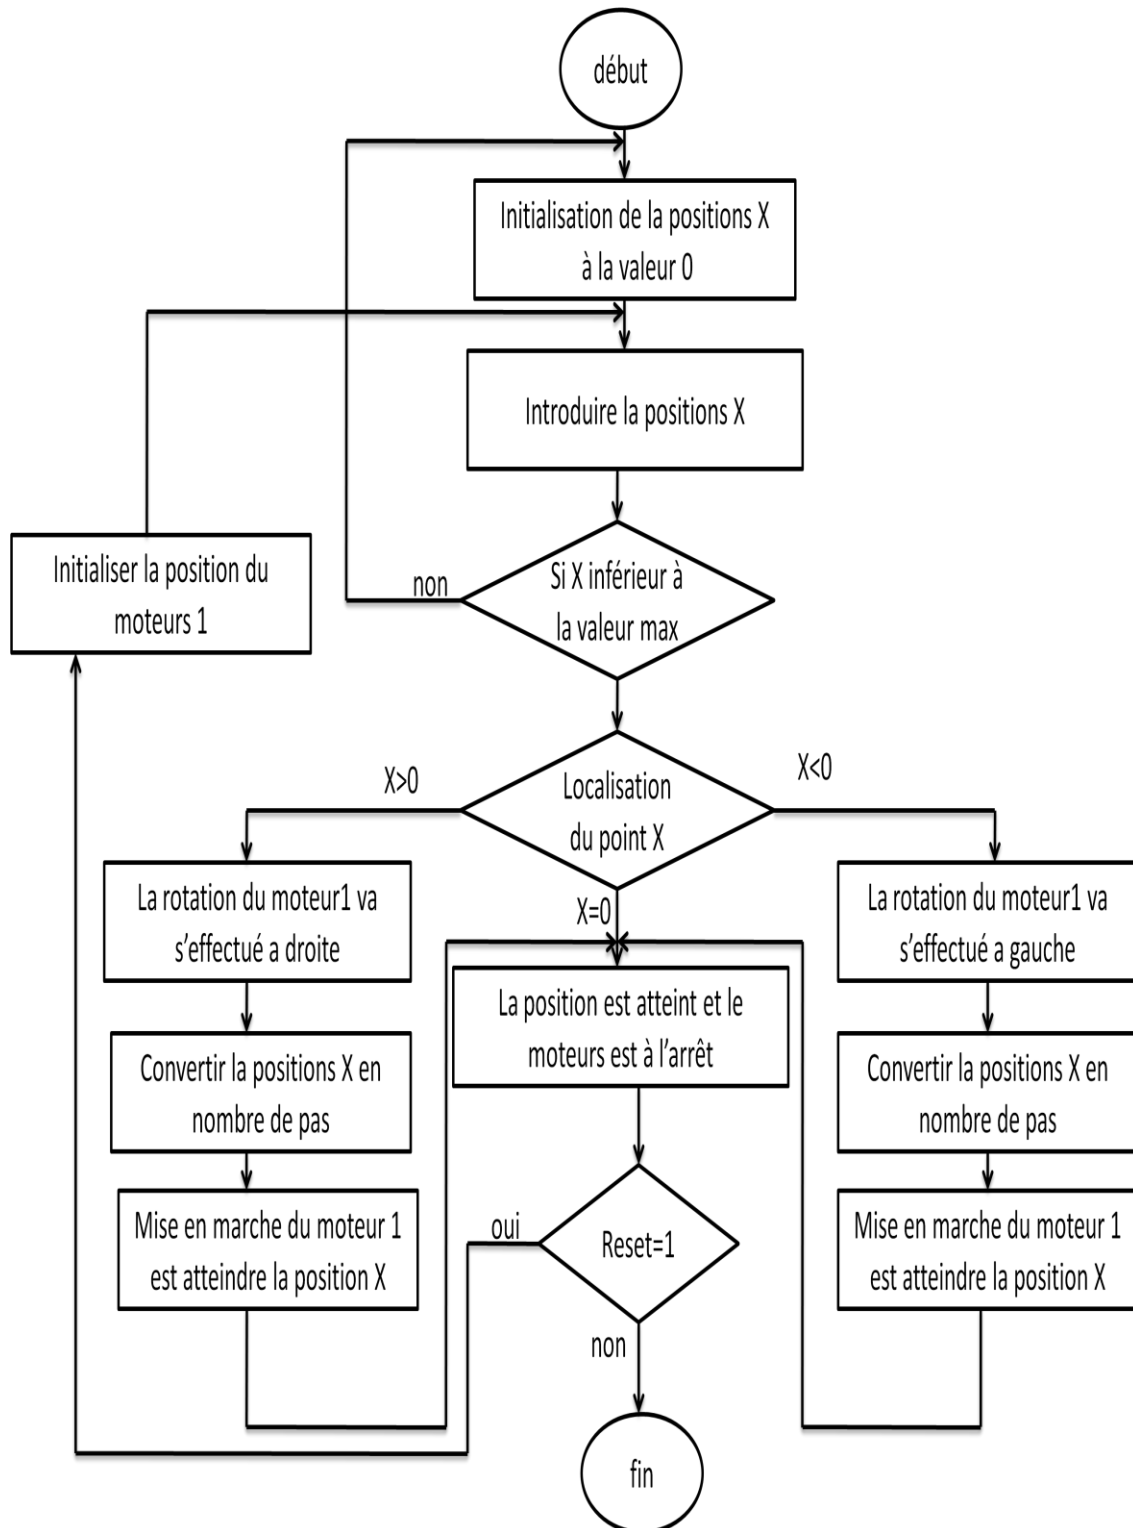 début
Initialisation de la positions X
à la valeur 0
Introduire la positions X
Initialiser la position du
moteurs 1
non
Si X inférieur à
la valeur max
X>0
Localisation
du point X
X<0
La rotation du moteur1 va
s'effectué a droite
X=0
La rotation du moteur1 va
s'effectué a gauche
La position est atteint et le
moteurs est à l'arrêt
Convertir la positions X en
nombre de pas
Convertir la positions X en
nombre de pas
Mise en marche du moteur 1
est atteindre la position X
oui
Reset=1
Mise en marche du moteur 1
est atteindre la position X
non
fin